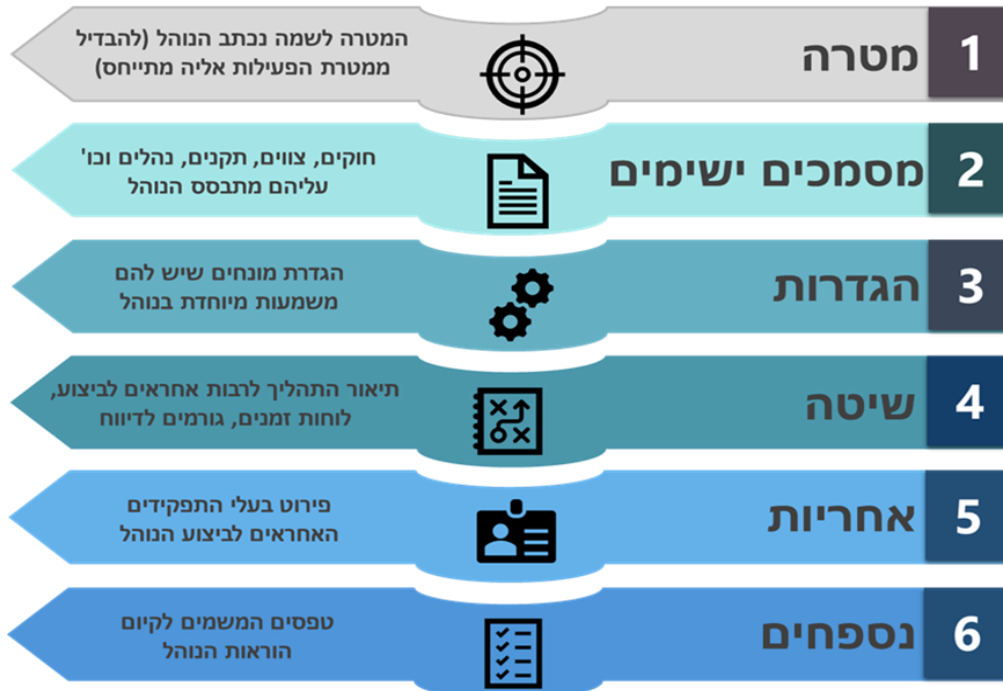 1
מטרה
המטרה לשמה נכתב הנוהל (להבדיל
ממטרת הפעילות אליה מתייחס)
2
מסמכים ישימים
חוקים, צווים, תקנים, נהלים וכו'
עליהם מתבסס הנוהל
3
הגדרות
הגדרת מונחים שיש להם
משמעות מיוחדת בנוהל
4
שיטה
תיאור התהליך לרבות אחראים לביצוע,
לוחות זמנים, גורמים לדיווח
5
אחריות
פירוט בעלי התפקידים
האחראים לביצוע הנוהל
6
נספחים
טפסים המשמים לקיום
הוראות הנוהל